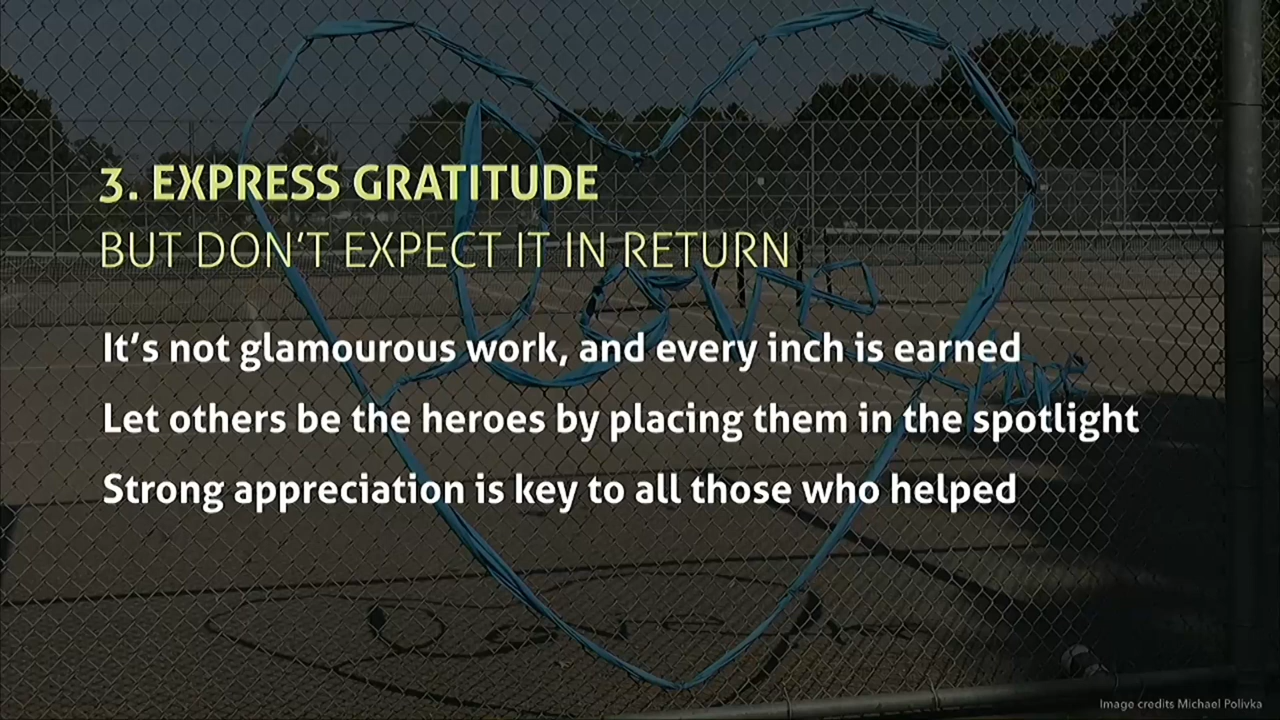 3. EXPRESS GRATITUDE
BUT DON'T EXPECT IT IN RETURN
Love
It's not glamourous work, and every inch is earned
Let others be the heroes by placing them in the spotlight
Strong appreciation is key to all those who helped
Image credits Michael Polivka